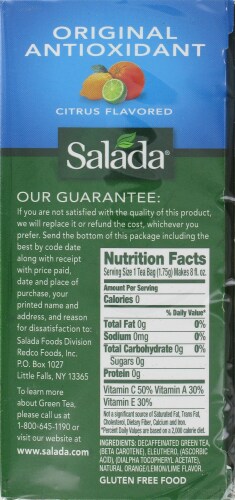 ORIGINAL
ANTIOXIDANT
CITRUS FLAVORED
Salada®
OUR GUARANTEE:
If you are not satisfied with the quality of this product,
we will replace it or refund the cost, whichever you
prefer. Send the bottom of this package including the
best by code date
along with receipt
with price paid,
date and place of
purchase, your
printed name and
address, and reason
for dissatisfaction to:
Salada Foods Division
Redco Foods, Inc.
P.O. Box 1027
Little Falls, NY 13365
To learn more
about Green Tea,
please call us at
1-800-645-1190 or
visit our website at
www.salada.com
Nutrition Facts
Serving Size 1 Tea Bag (1.75g) Makes 8 fl. oz.
Amount Per Serving
Calories 0
% Daily Value*
Total Fat 0g 0%
Sodium 0mg 0%
Total Carbohydrate 0g 0%
Sugars 0g
Protein 0g
Vitamin C 50% Vitamin A 30%
Vitamin E 30%
Not a significant source of Saturated Fat, Trans Fat,
Cholesterol, Dietary Fiber, Calcium and Iron.
*Percent Daily Values are based on a 2,000 calorie diet.
INGREDIENTS: DECAFFEINATED GREEN TEA,
(BETA CAROTENE), ELEUTHERO, (ASCORBIC ACID)
(DIALPHA TOCOPHEROL, ACETATE),
NATURAL ORANGE/LEMON/LIME FLAVOR.
GLUTEN FREE